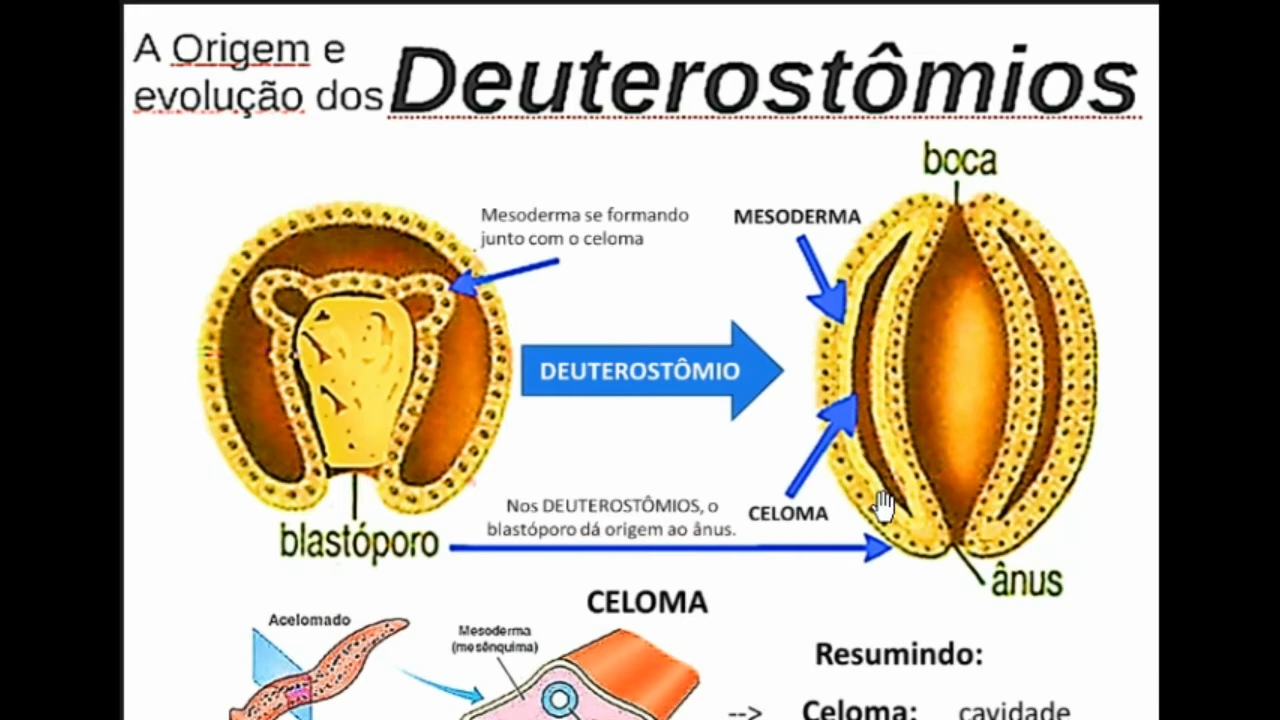 A Origem e
evolução dos Deuterostômios
boca
Mesoderma se formando
junto com o celoma
MESODERMA
DEUTEROSTÔMIO
Nos DEUTEROSTÔMIOS, o
blastóporo dá origem ao ânus.
CELOMA
blastóporo
ânus
CELOMA
Acelomado
Mesoderma
(mesênquima)
Resumindo:
--> Celoma: cavidade